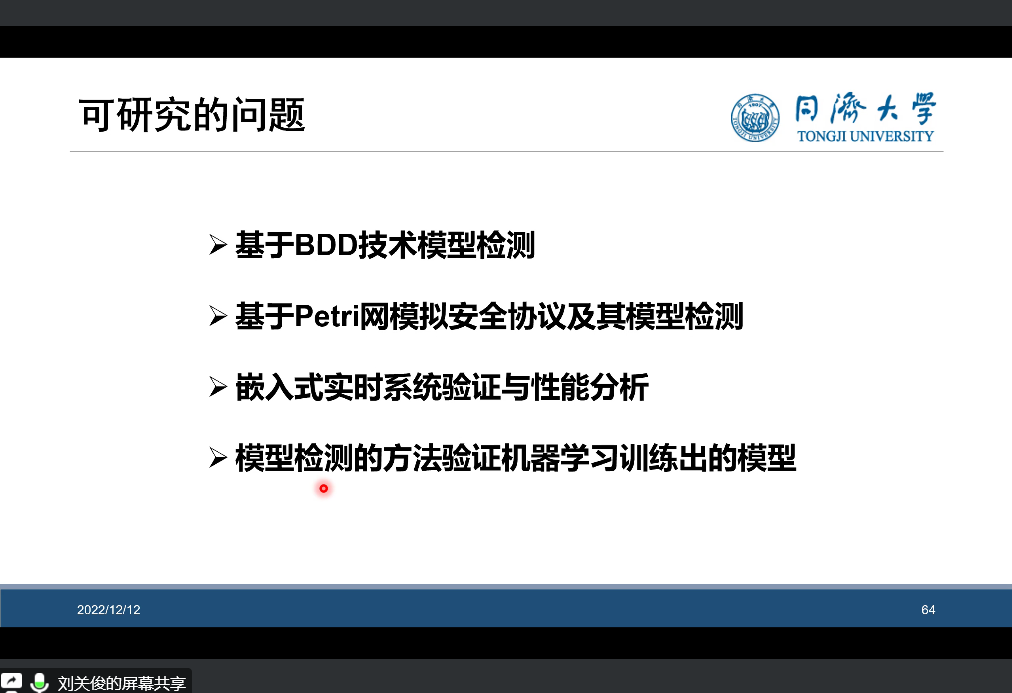 可研究的问题
同濟大學
TONGJI UNIVERSITY
基于BDD技术模型检测
基于Petri网模拟安全协议及其模型检测
嵌入式实时系统验证与性能分析
模型检测的方法验证机器学习训练出的模型
2022/12/12
64
刘关俊的屏幕共享